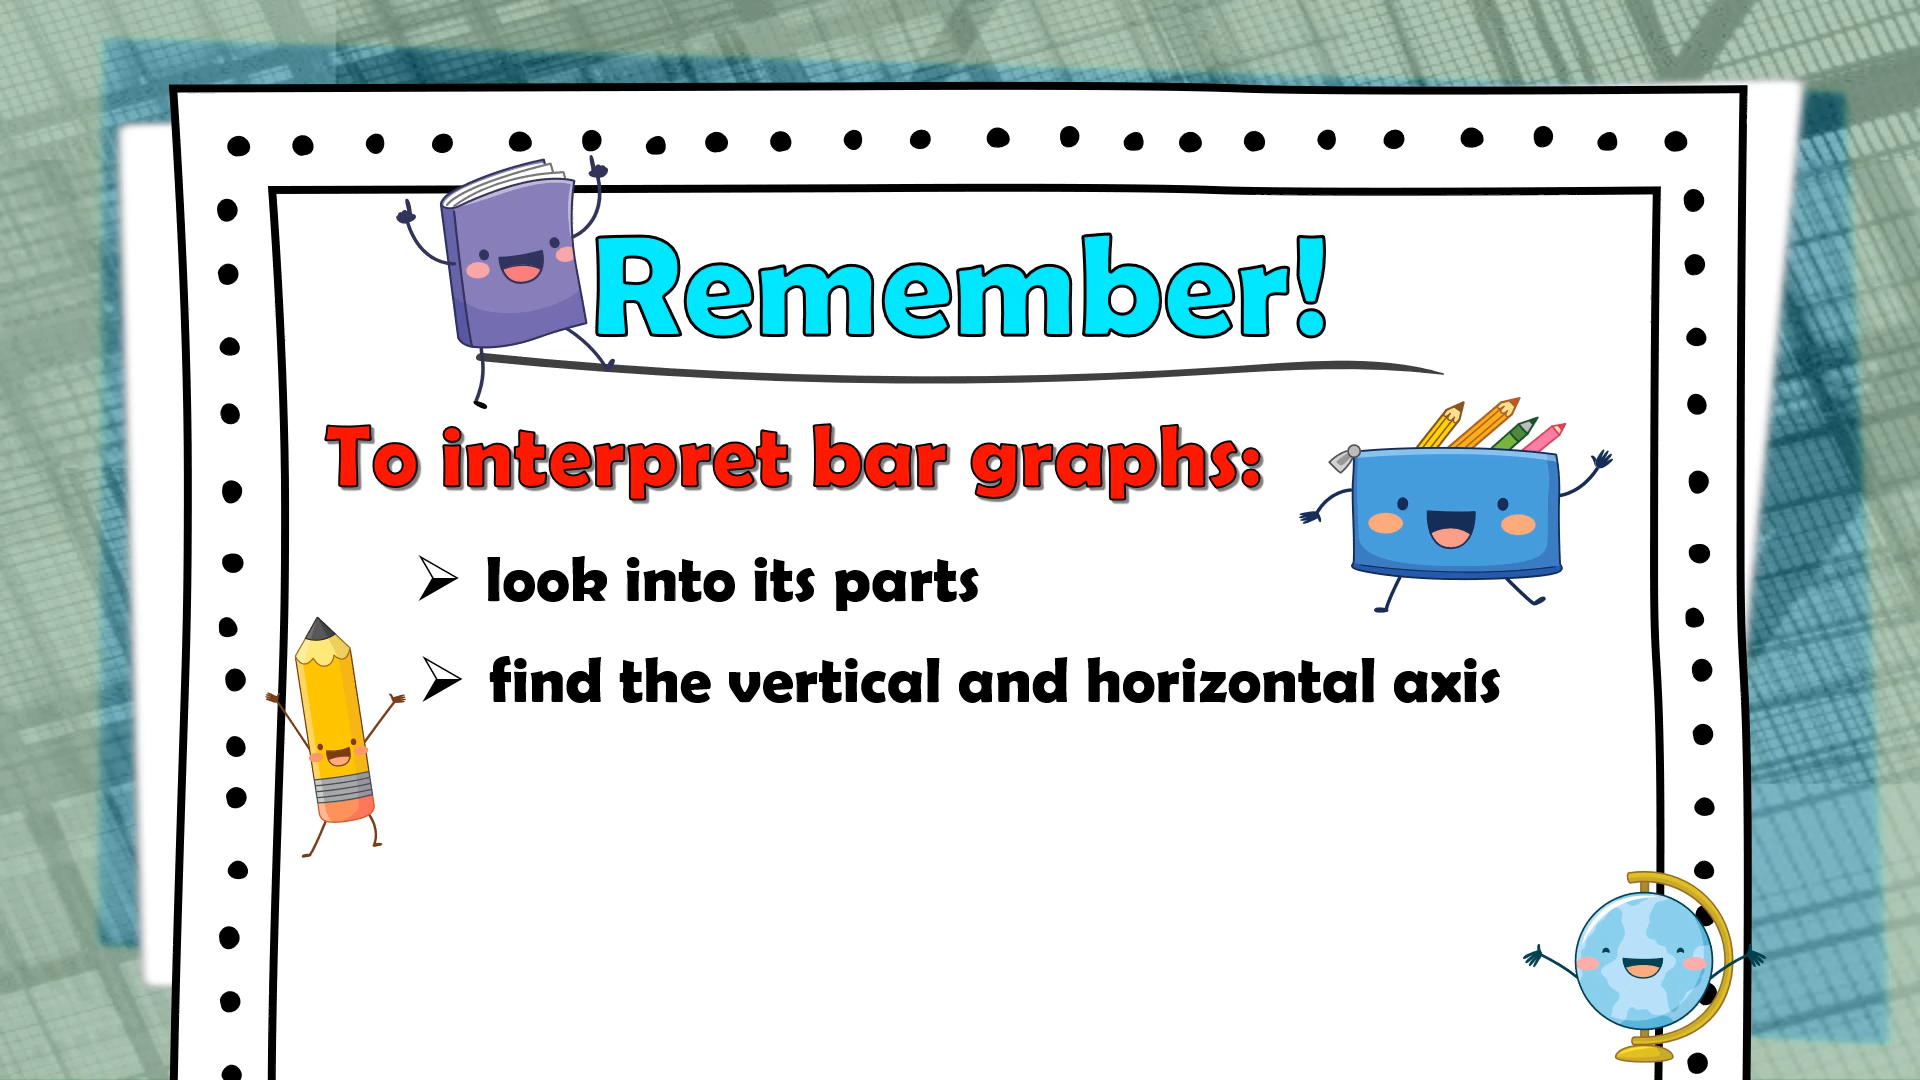 Remember!
To interpret bar graphs:
➢ look into its parts
➢ find the vertical and horizontal axis